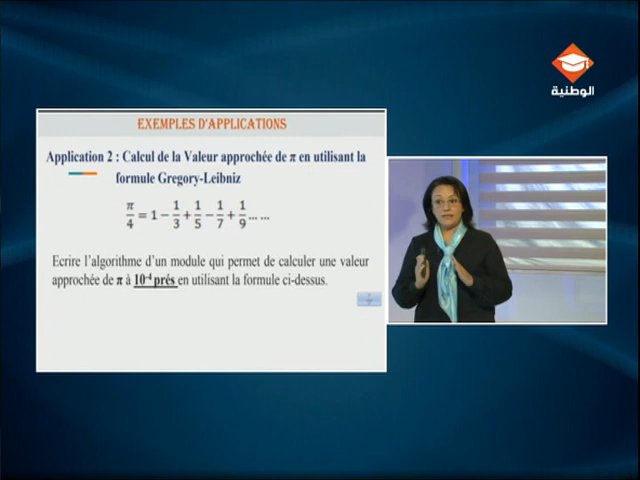 الوطنية
EXEMPLES D'APPLICATIONS
Application 2 : Calcul de la Valeur approchée de π en utilisant la
formule Gregory-Leibniz
π/4 = 1 − 1/3 + 1/5 − 1/7 + 1/9 ... ...
Ecrire l'algorithme d'un module qui permet de calculer une valeur
approchée de π à 10⁻⁴ prés en utilisant la formule ci-dessus.